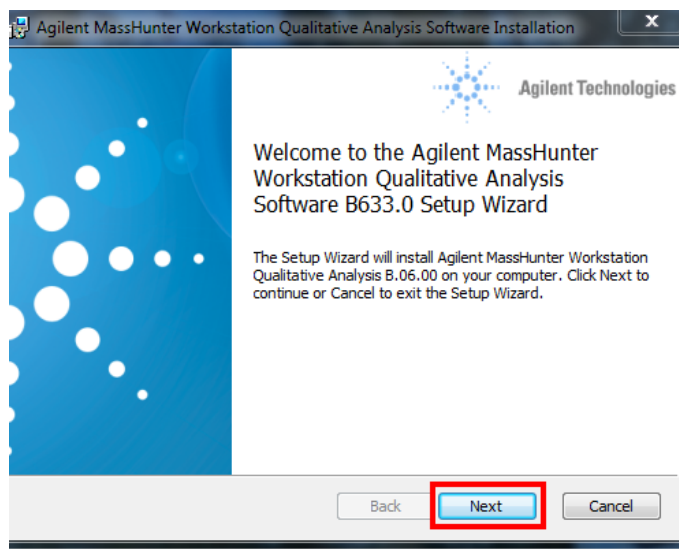 Agilent MassHunter Workstation Qualitative Analysis Software Installation
x
Agilent Technologies
Welcome to the Agilent MassHunter
Workstation Qualitative Analysis
Software B633.0 Setup Wizard
The Setup Wizard will install Agilent MassHunter Workstation
Qualitative Analysis B.06.00 on your computer. Click Next to
continue or Cancel to exit the Setup Wizard.
Back Next Cancel